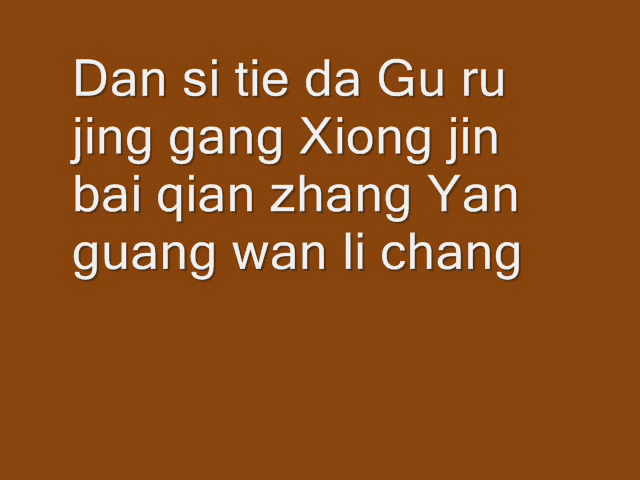 Dan si tie da Gu ru
jing gang Xiong jin
bai qian zhang Yan
guang wan li chang